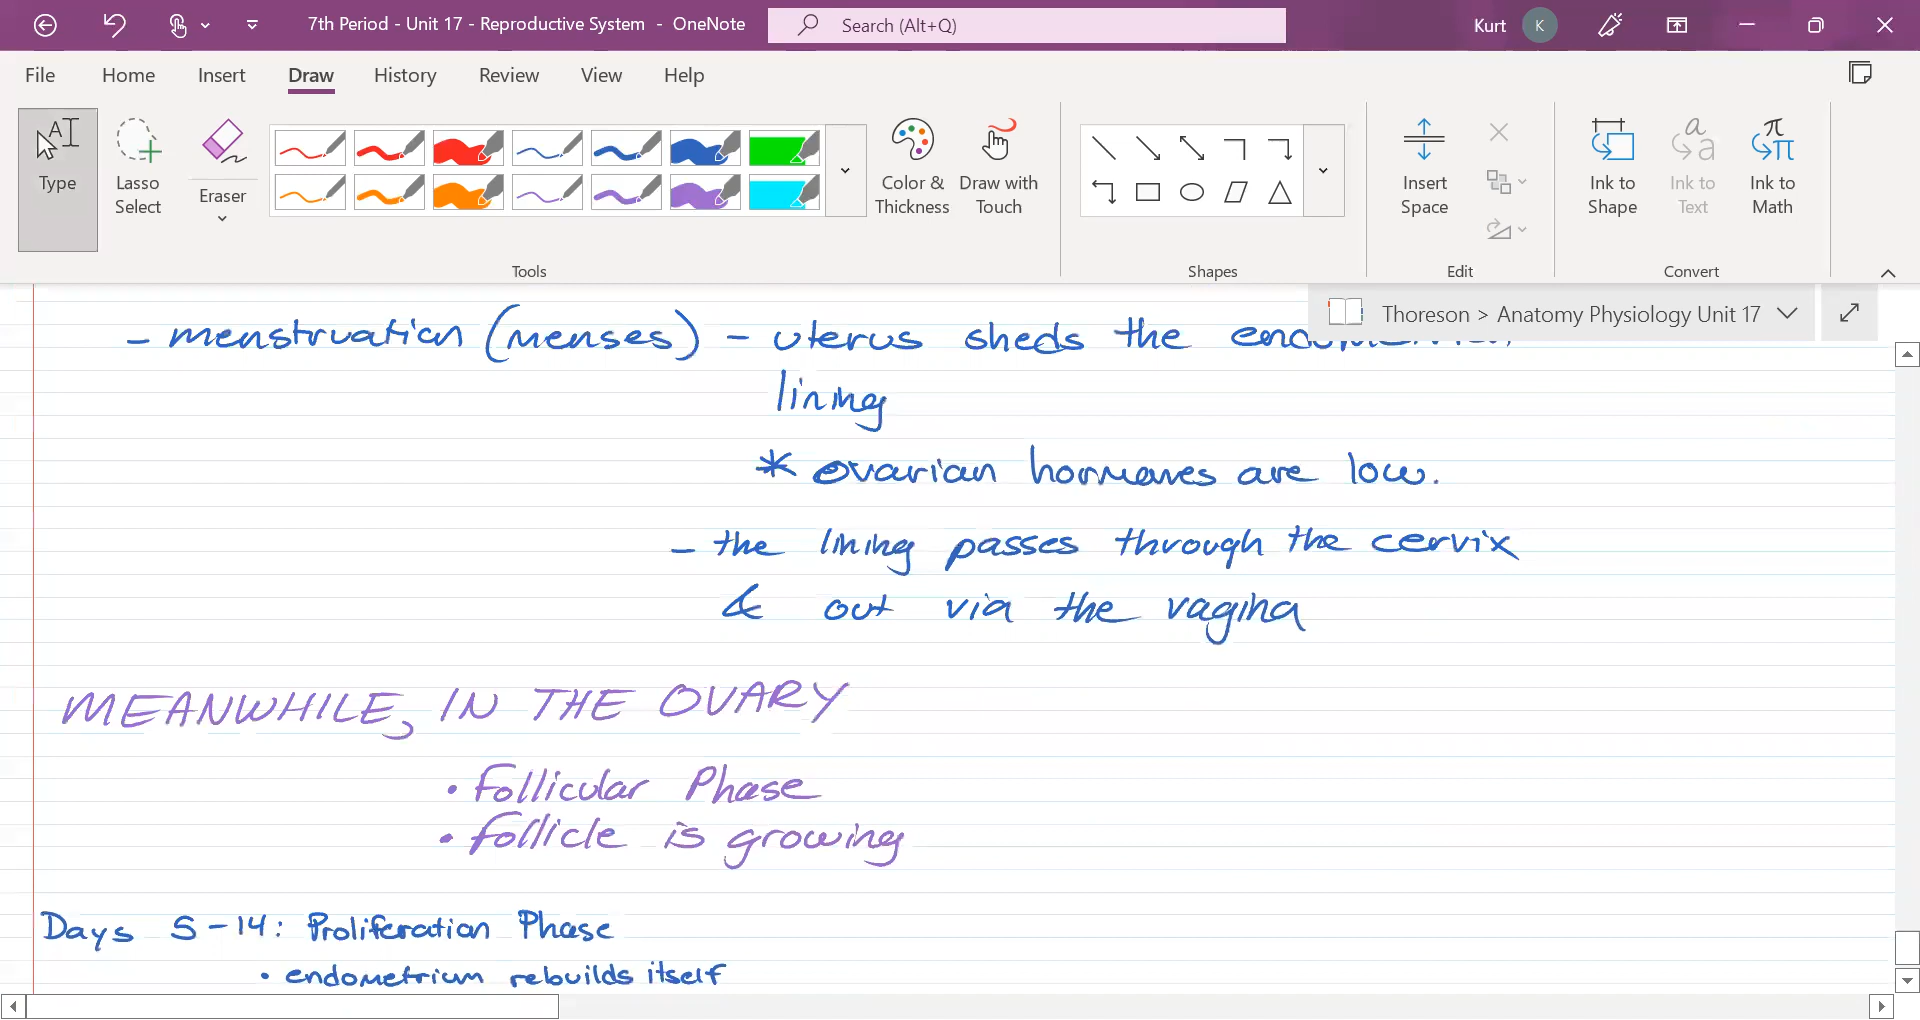 7th Period - Unit 17 - Reproductive System - OneNote
Search (Alt+Q)
Kurt K
File Home Insert Draw History Review View Help
Type
Lasso Select
Eraser
Color & Thickness
Draw with Touch
Insert Space
Ink to Shape
Ink to Text
Ink to Math
Tools Shapes Edit Convert
Thoreson > Anatomy Physiology Unit 17
- menstruation (menses) - uterus sheds the
lining
* ovarian hormones are low.
- the lining passes through the cervix
& out via the vagina
MEANWHILE, IN THE OVARY
• Follicular Phase
• Follicle is growing
Days 5-14: Proliferation Phase
• endometrium rebuilds itself